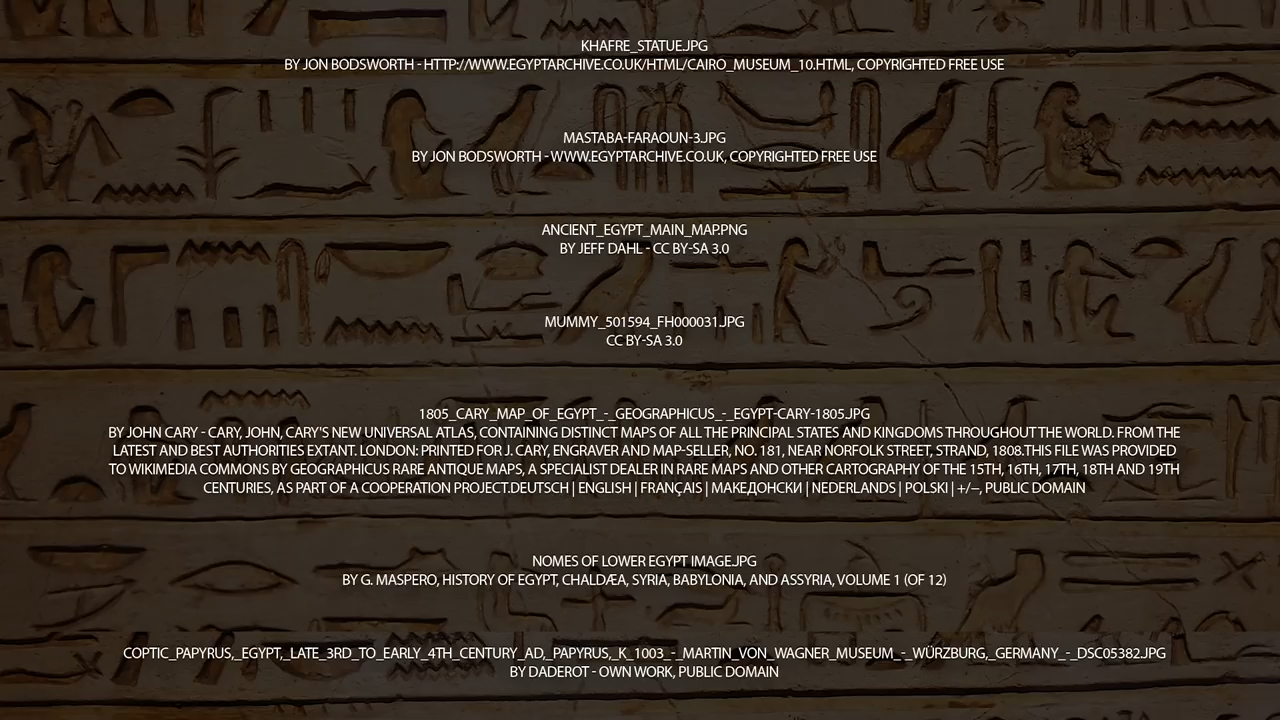 KHAFRE_STATUE.JPG
BY JON BODSWORTH - HTTP://WWW.EGYPTARCHIVE.CO.UK/HTML/CAIRO_MUSEUM_10.HTML, COPYRIGHTED FREE USE
MASTABA-FARAOUN-3.JPG
BY JON BODSWORTH - WWW.EGYPTARCHIVE.CO.UK, COPYRIGHTED FREE USE
ANCIENT_EGYPT_MAIN_MAP.PNG
BY JEFF DAHL - CC BY-SA 3.0
MUMMY_501594_FH000031.JPG
CC BY-SA 3.0
1805_CARY_MAP_OF_EGYPT_-_GEOGRAPHICUS_-_EGYPT-CARY-1805.JPG
BY JOHN CARY - CARY, JOHN, CARY'S NEW UNIVERSAL ATLAS, CONTAINING DISTINCT MAPS OF ALL THE PRINCIPAL STATES AND KINGDOMS THROUGHOUT THE WORLD. FROM THE
LATEST AND BEST AUTHORITIES EXTANT. LONDON: PRINTED FOR J. CARY, ENGRAVER AND MAP-SELLER, NO. 181, NEAR NORFOLK STREET, STRAND, 1808.THIS FILE WAS PROVIDED
TO WIKIMEDIA COMMONS BY GEOGRAPHICUS RARE ANTIQUE MAPS, A SPECIALIST DEALER IN RARE MAPS AND OTHER CARTOGRAPHY OF THE 15TH, 16TH, 17TH, 18TH AND 19TH
CENTURIES, AS PART OF A COOPERATION PROJECT.DEUTSCH | ENGLISH | FRANÇAIS | МАКЕДОНСКИ | NEDERLANDS | POLSKI | +/−, PUBLIC DOMAIN
NOMES OF LOWER EGYPT IMAGE.JPG
BY G. MASPERO, HISTORY OF EGYPT, CHALDÆA, SYRIA, BABYLONIA, AND ASSYRIA, VOLUME 1 (OF 12)
COPTIC_PAPYRUS,_EGYPT,_LATE_3RD_TO_EARLY_4TH_CENTURY_AD,_PAPYRUS,_K_1003_-_MARTIN_VON_WAGNER_MUSEUM_-_WÜRZBURG,_GERMANY_-_DSC05382.JPG
BY DADEROT - OWN WORK, PUBLIC DOMAIN